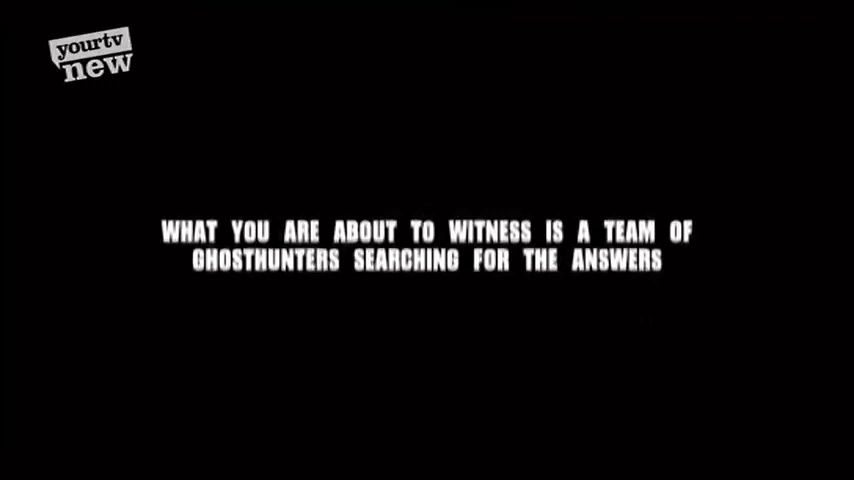 yourtv
new
WHAT YOU ARE ABOUT TO WITNESS IS A TEAM OF
GHOSTHUNTERS SEARCHING FOR THE ANSWERS